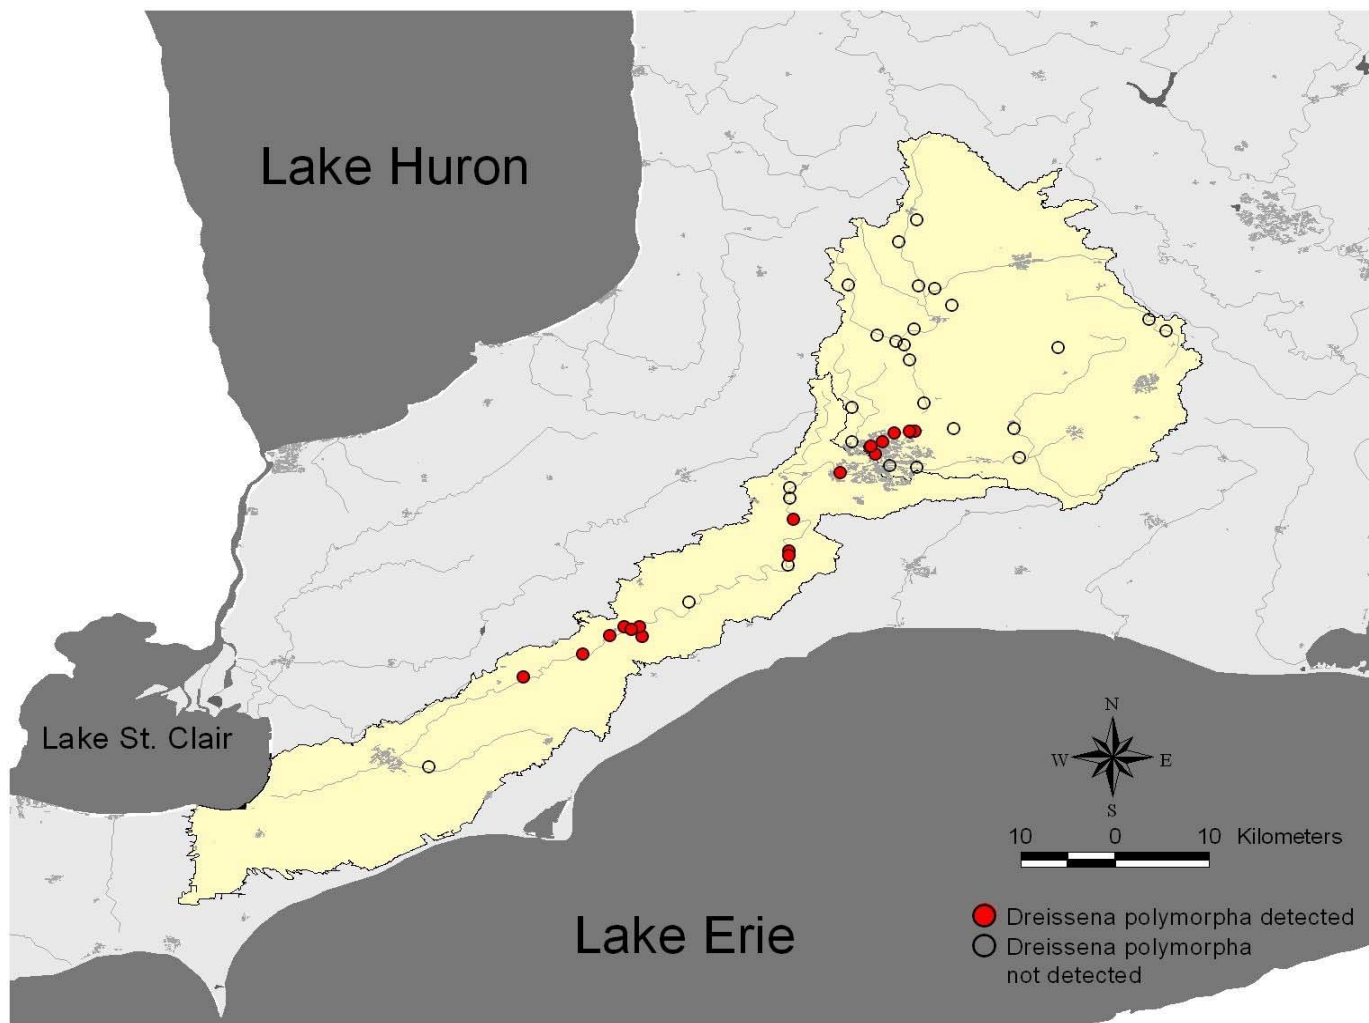 Lake Huron
Lake St. Clair
N
W
E
S
10 0 10 Kilometers
Lake Erie
Dreissena polymorpha detected
Dreissena polymorpha
not detected